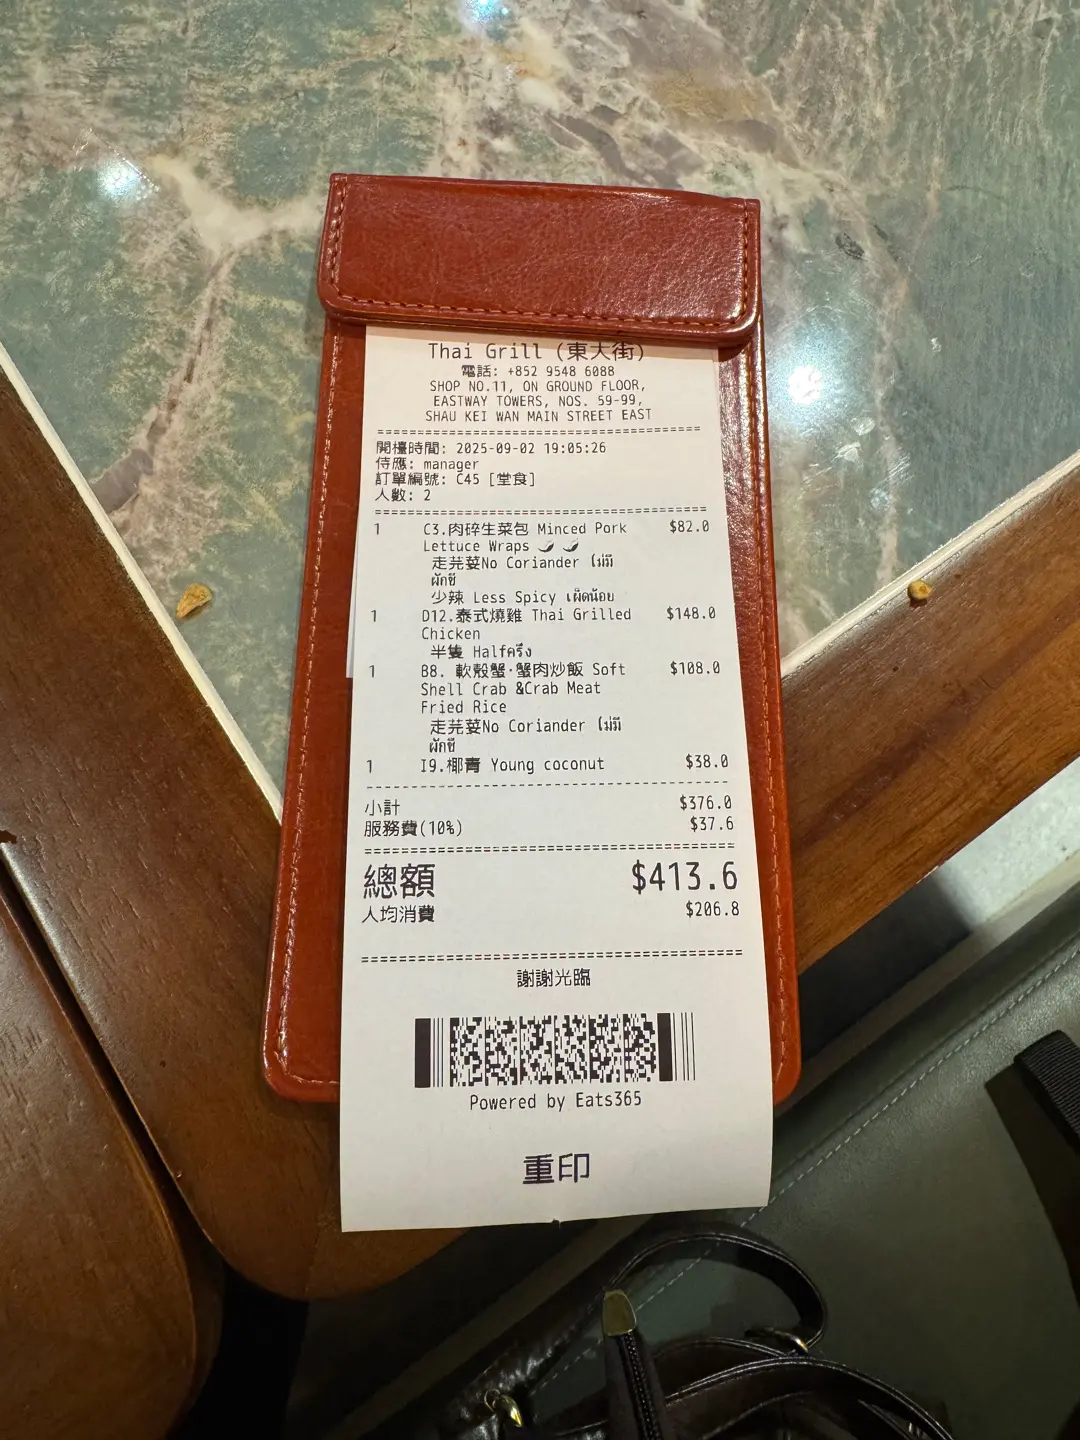 Thai Grill (東大街)
電話: +852 9548 6088
SHOP NO.11, ON GROUND FLOOR,
EASTWAY TOWERS, NOS. 59-99,
SHAU KEI WAN MAIN STREET EAST
開檯時間: 2025-09-02 19:05:26
侍應: manager
訂單編號: C45 [堂食]
人數: 2
1 C3.肉碎生菜包 Minced Pork $82.0
Lettuce Wraps 🌶 🌶
走芫荽No Coriander ไม่มี
ผักชี
少辣 Less Spicy เผ็ดน้อย
1 D12.泰式燒雞 Thai Grilled $148.0
Chicken
半隻 Halfครึ่ง
1 B8. 軟殼蟹·蟹肉炒飯 Soft $108.0
Shell Crab &Crab Meat
Fried Rice
走芫荽No Coriander ไม่มี
ผักชี
1 I9.椰青 Young coconut $38.0
小計 $376.0
服務費(10%) $37.6
總額 $413.6
人均消費 $206.8
謝謝光臨
Powered by Eats365
重印